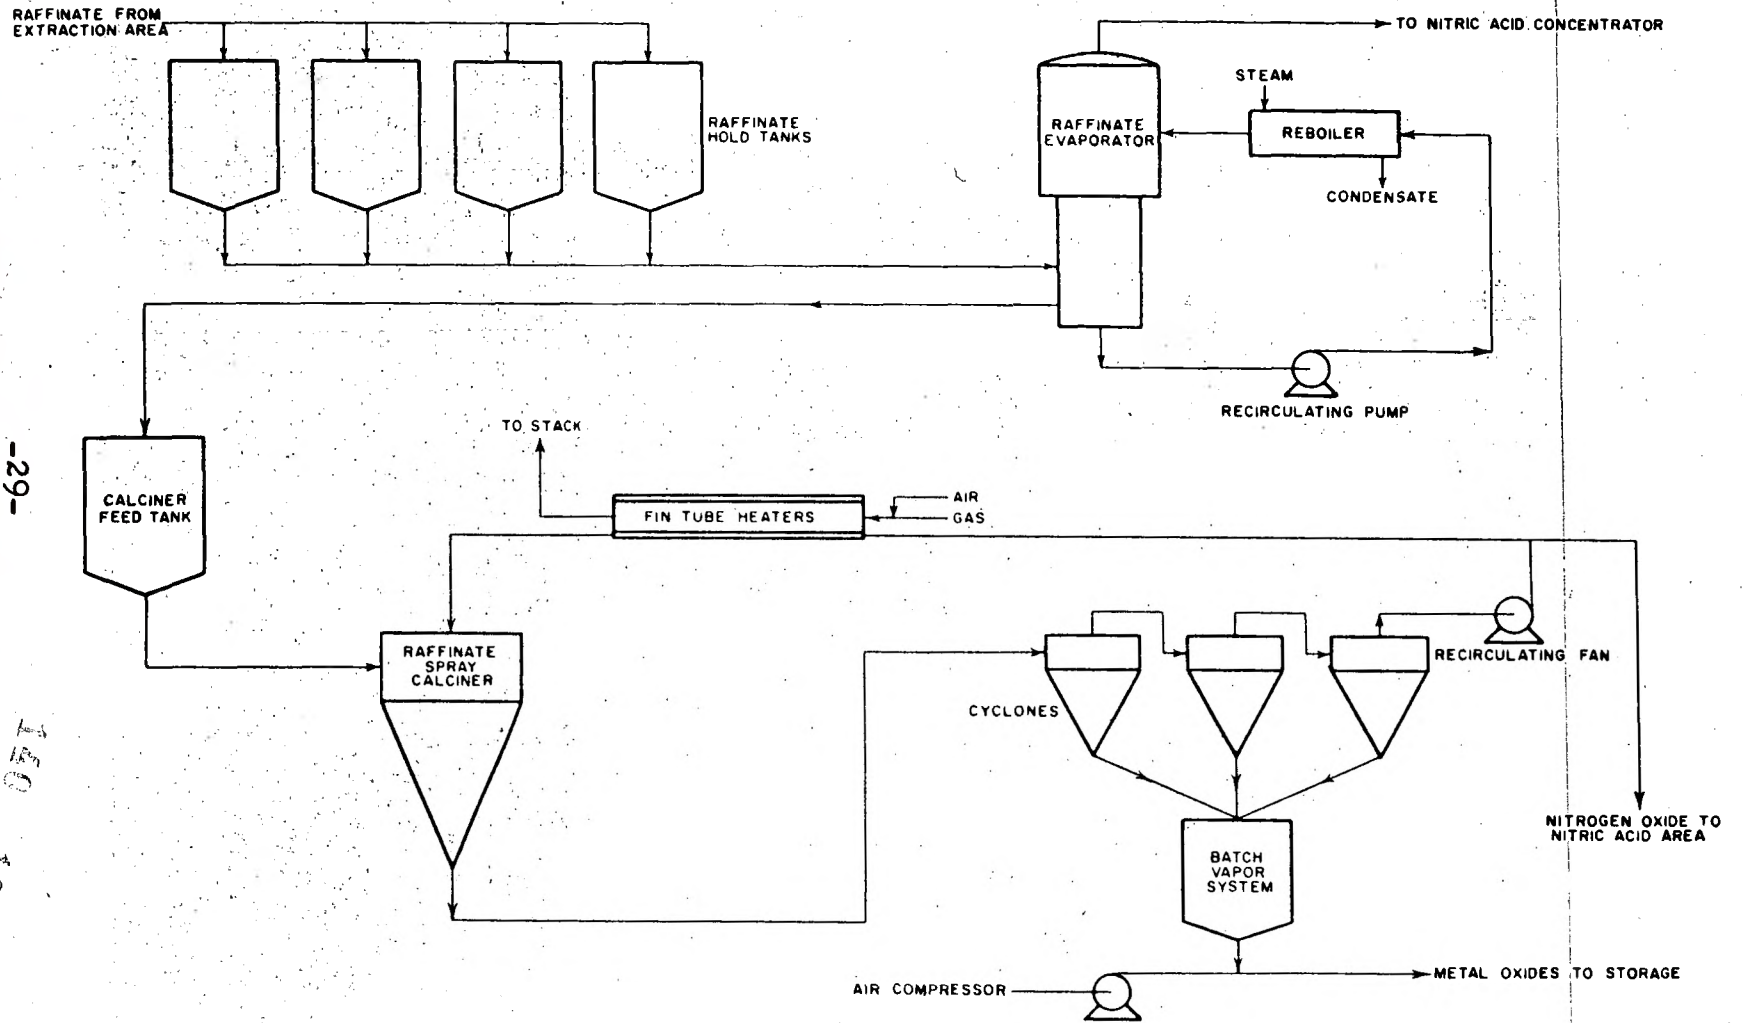 RAFFINATE FROM
EXTRACTION AREA
TO NITRIC ACID CONCENTRATOR
STEAM
RAFFINATE
HOLD TANKS
RAFFINATE
EVAPORATOR
REBOILER
CONDENSATE
RECIRCULATING PUMP
TO STACK
-29-
CALCINER
FEED TANK
FIN TUBE HEATERS
AIR
GAS
RAFFINATE
SPRAY
CALCINER
RECIRCULATING FAN
CYCLONES
NITROGEN OXIDE TO
NITRIC ACID AREA
BATCH
VAPOR
SYSTEM
METAL OXIDES TO STORAGE
AIR COMPRESSOR